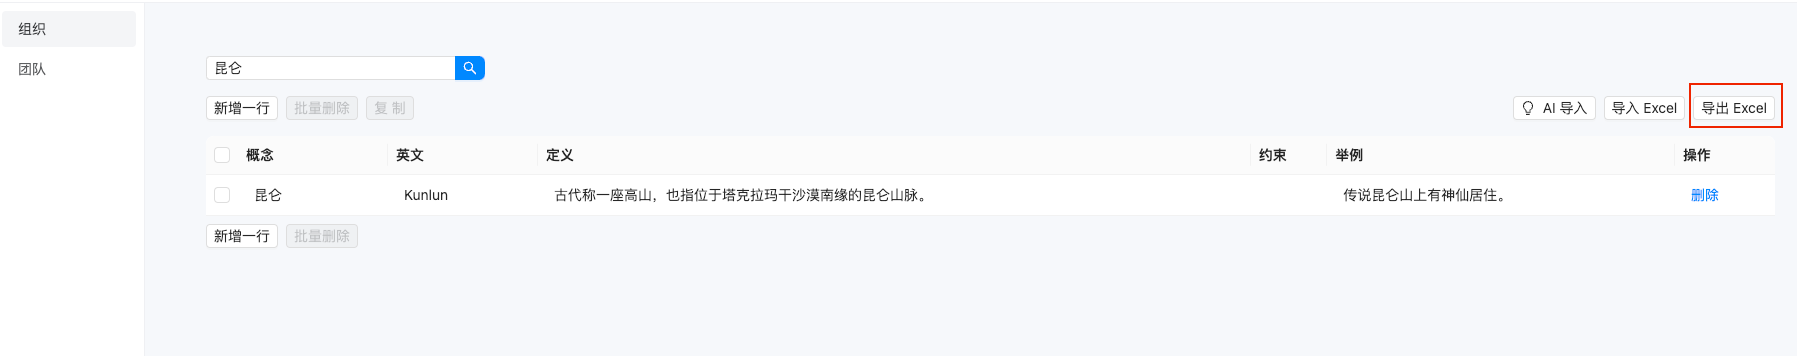 组织
团队
昆仑
新增一行 批量删除 复 制 AI 导入 导入 Excel 导出 Excel
概念 英文 定义 约束 举例 操作
昆仑 Kunlun 古代称一座高山，也指位于塔克拉玛干沙漠南缘的昆仑山脉。 传说昆仑山上有神仙居住。 删除
新增一行 批量删除